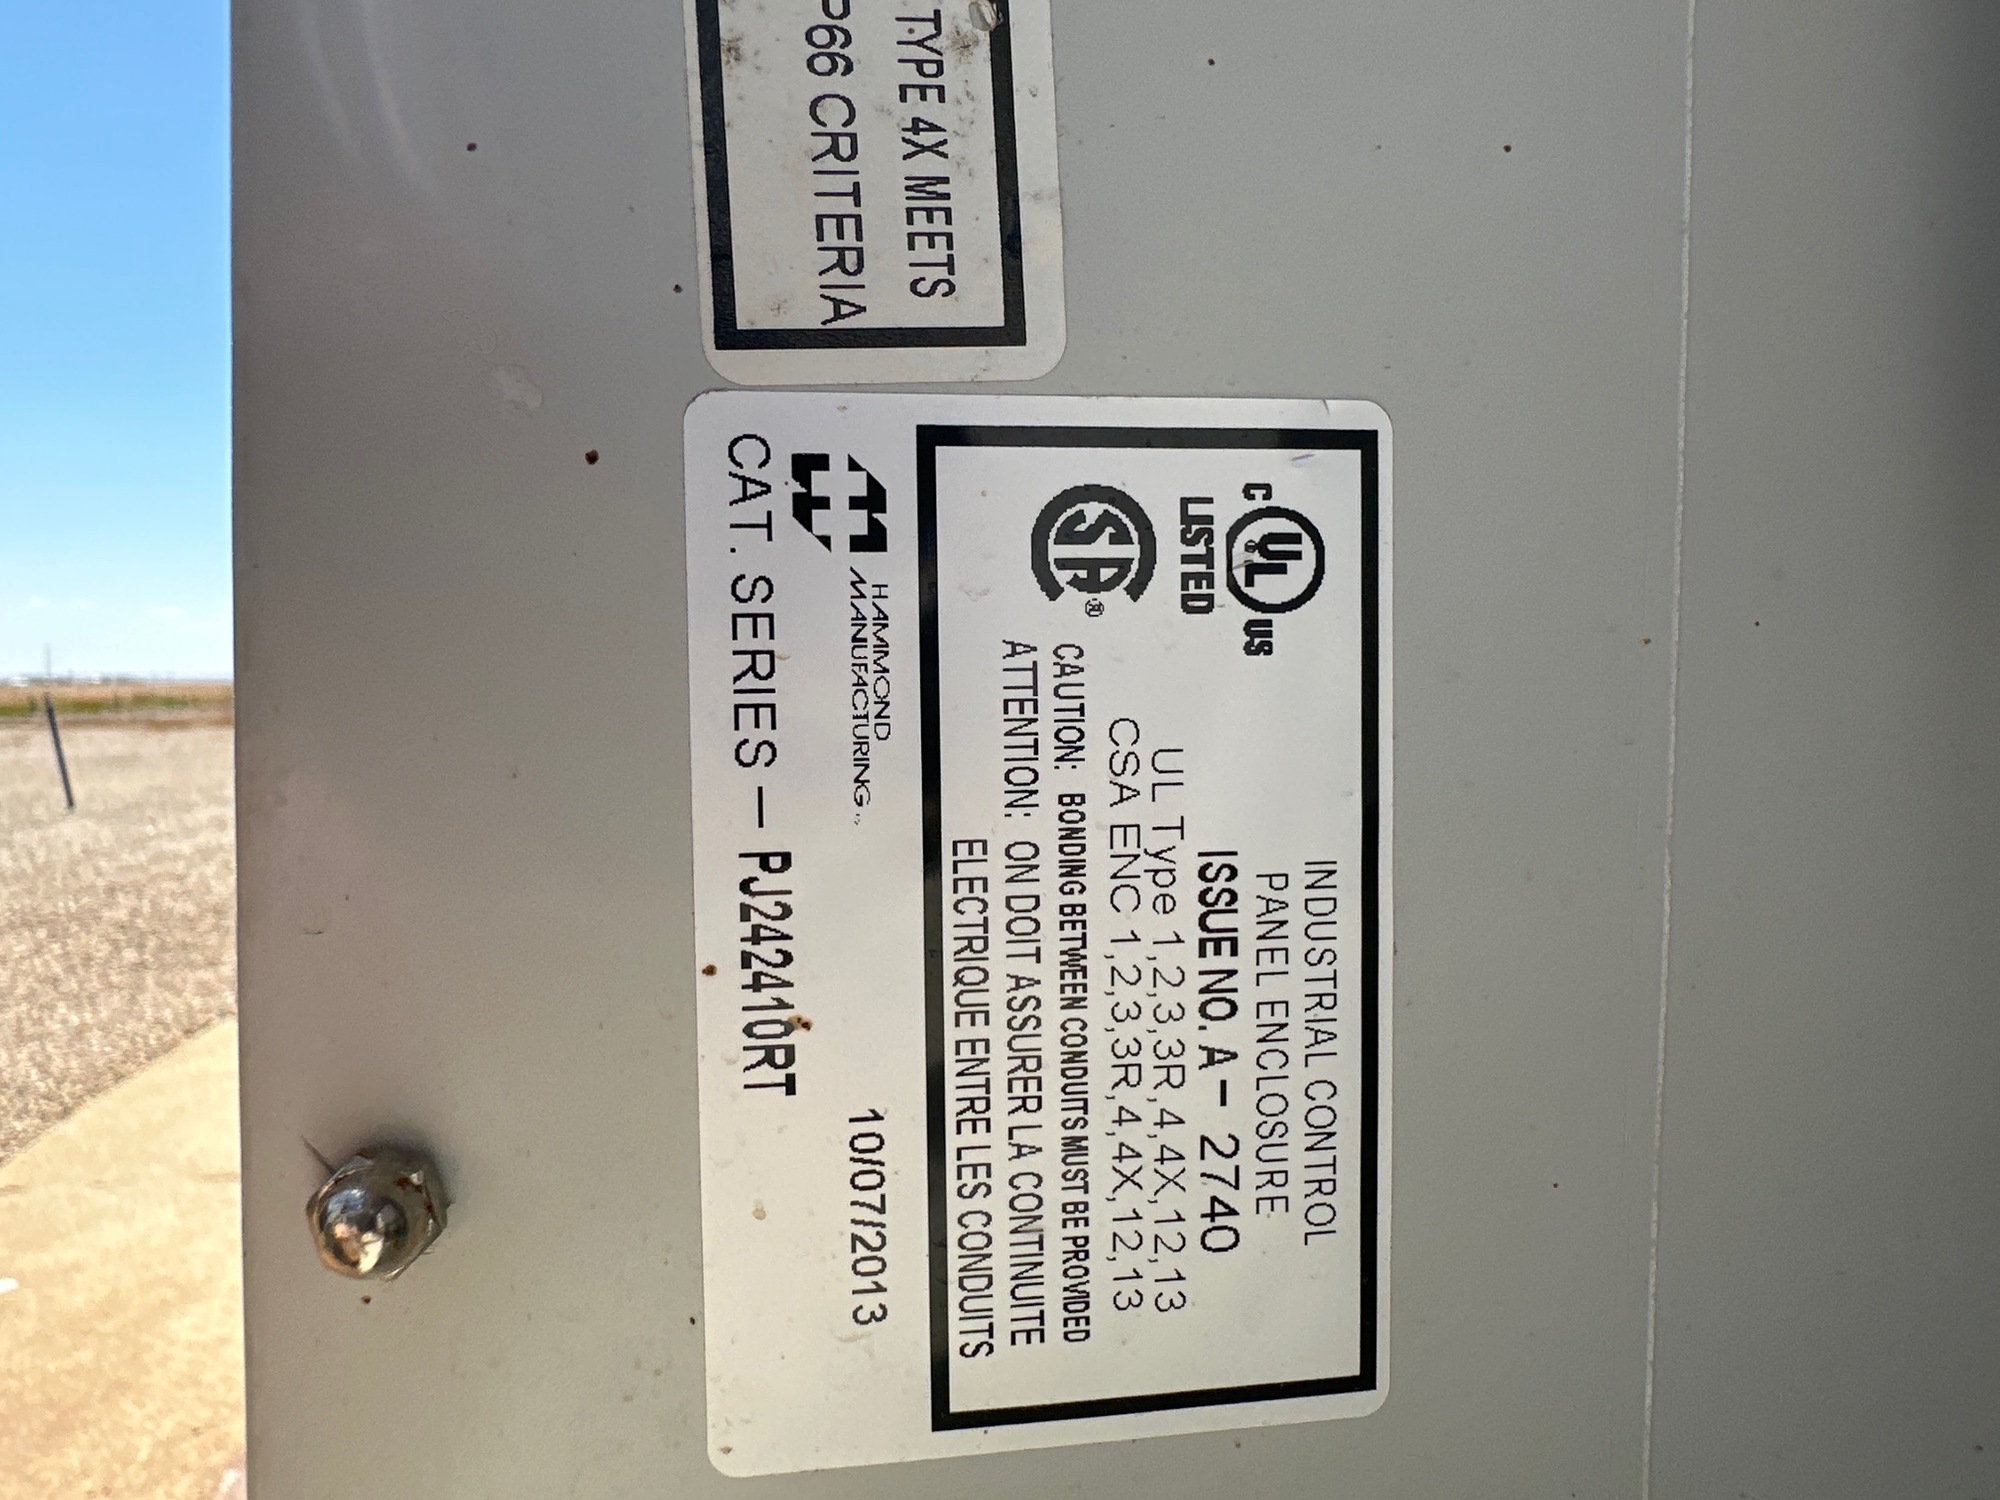 TYPE 4X MEETS
P66 CRITERIA
INDUSTRIAL CONTROL
PANEL ENCLOSURE
C UL US
LISTED
ISSUE NO. A - 2740
UL Type 1,2,3,3R,4,4X,12,13
CSA ENC 1,2,3,3R,4,4X,12,13
SA®
CAUTION: BONDING BETWEEN CONDUITS MUST BE PROVIDED
ATTENTION: ON DOIT ASSURER LA CONTINUITE
ELECTRIQUE ENTRE LES CONDUITS
HAMMOND
MANUFACTURING
10/07/2013
CAT. SERIES — PJ242410RT